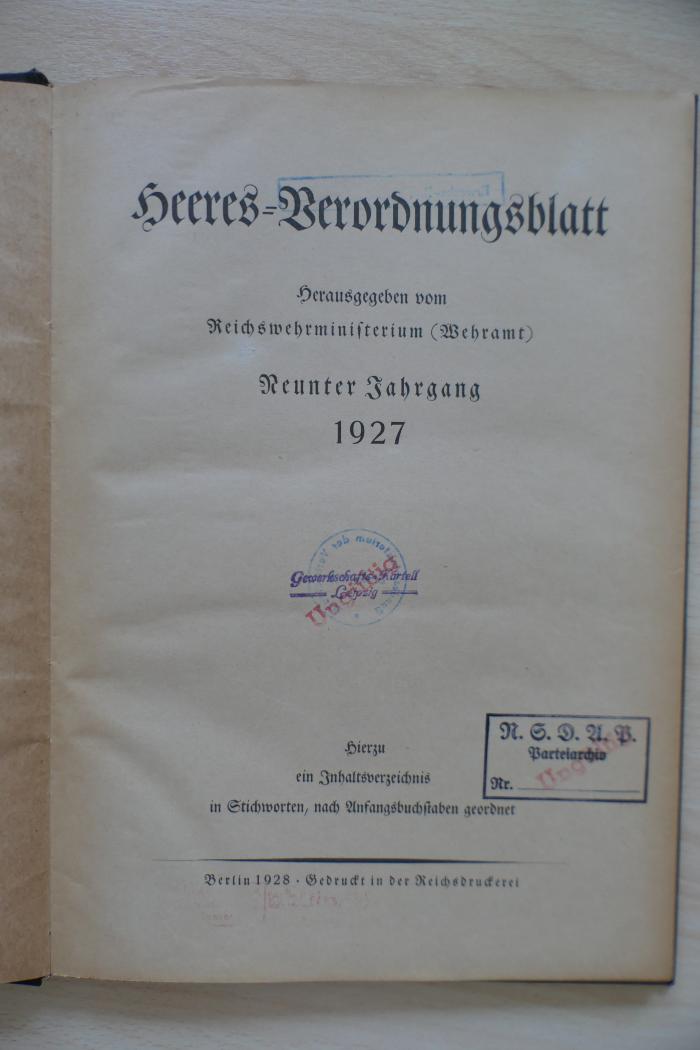 Heeres-Verordnungsblatt
Herausgegeben vom
Reichswehrministerium (Wehramt)
Neunter Jahrgang
1927
Gewerkschafts-Kartell
Leipzig
Ungültig
Hierzu
ein Inhaltsverzeichnis
in Stichworten, nach Anfangsbuchstaben geordnet
N. S. D. A. P.
Parteiarchiv
Nr.
Ungültig
Berlin 1928 · Gedruckt in der Reichsdruckerei